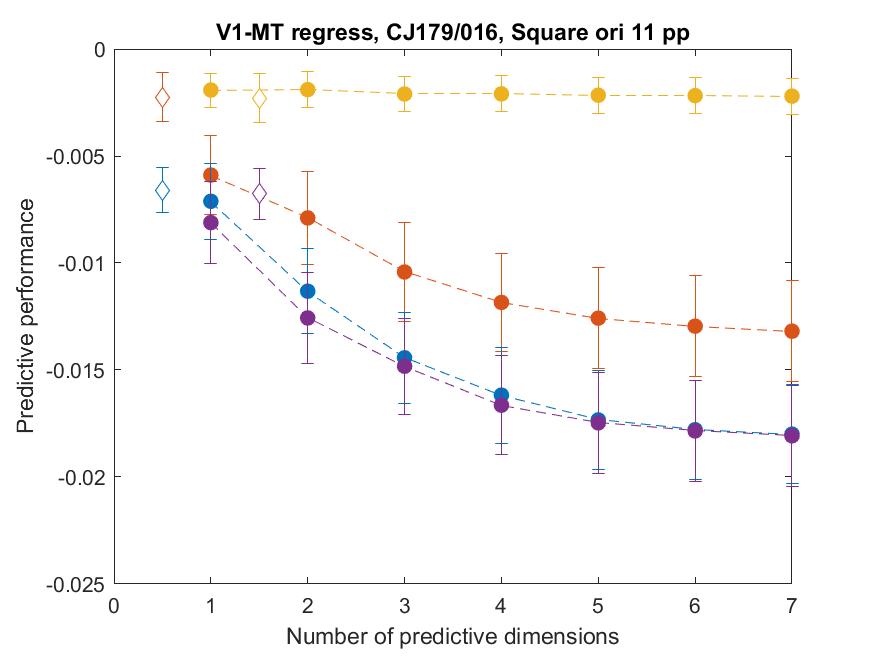 V1-MT regress, CJ179/016, Square ori 11 pp
0
-0.005
-0.01
-0.015
-0.02
-0.025
Predictive performance
0 1 2 3 4 5 6 7
Number of predictive dimensions